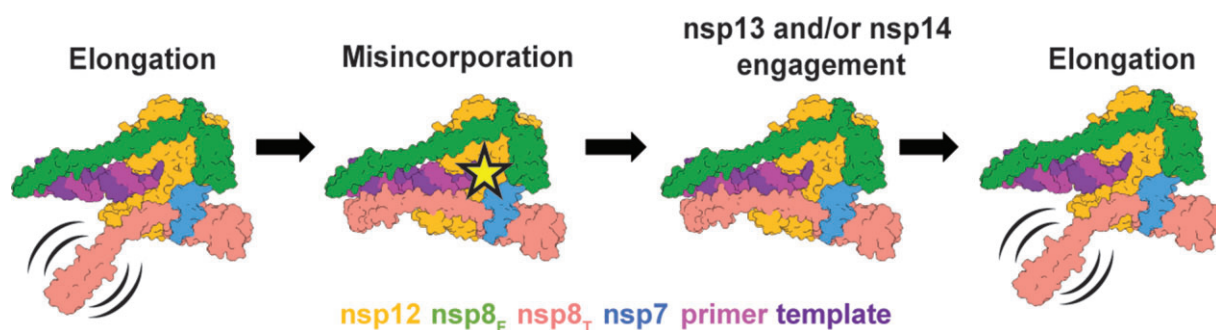 Elongation
Misincorporation
nsp13 and/or nsp14
engagement
Elongation
nsp12 nsp8F nsp8T nsp7 primer template